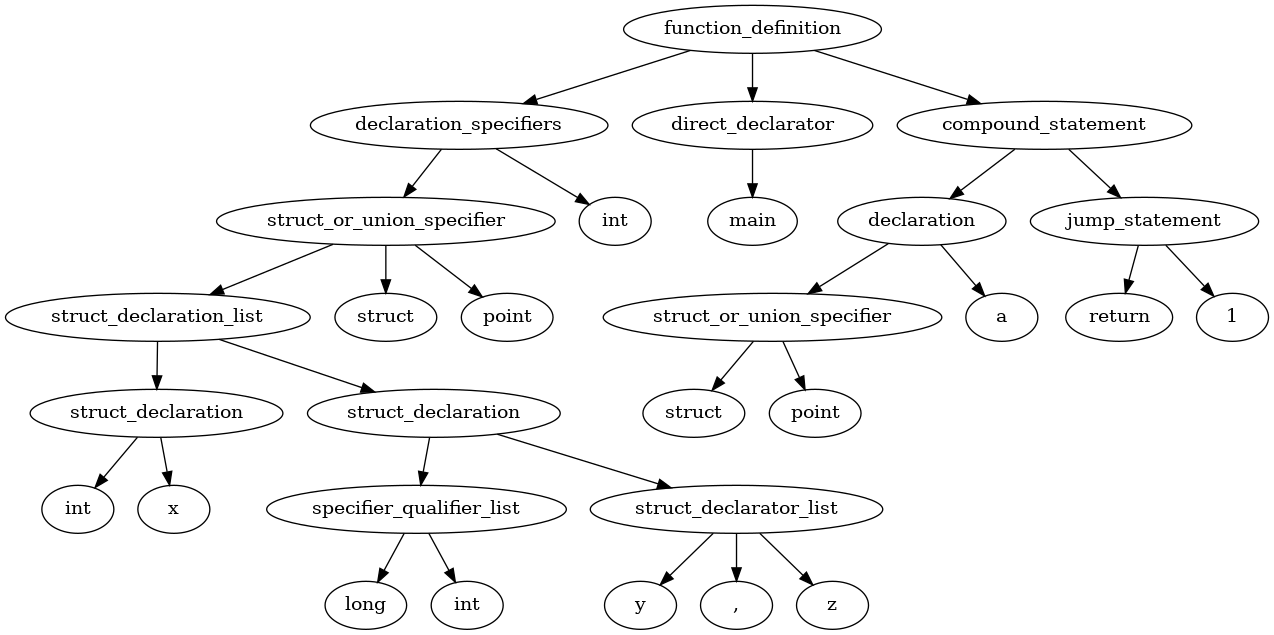 function_definition
declaration_specifiers direct_declarator compound_statement
struct_or_union_specifier int main declaration jump_statement
struct_declaration_list struct point struct_or_union_specifier a return 1
struct_declaration struct_declaration struct point
int x specifier_qualifier_list struct_declarator_list
long int y , z